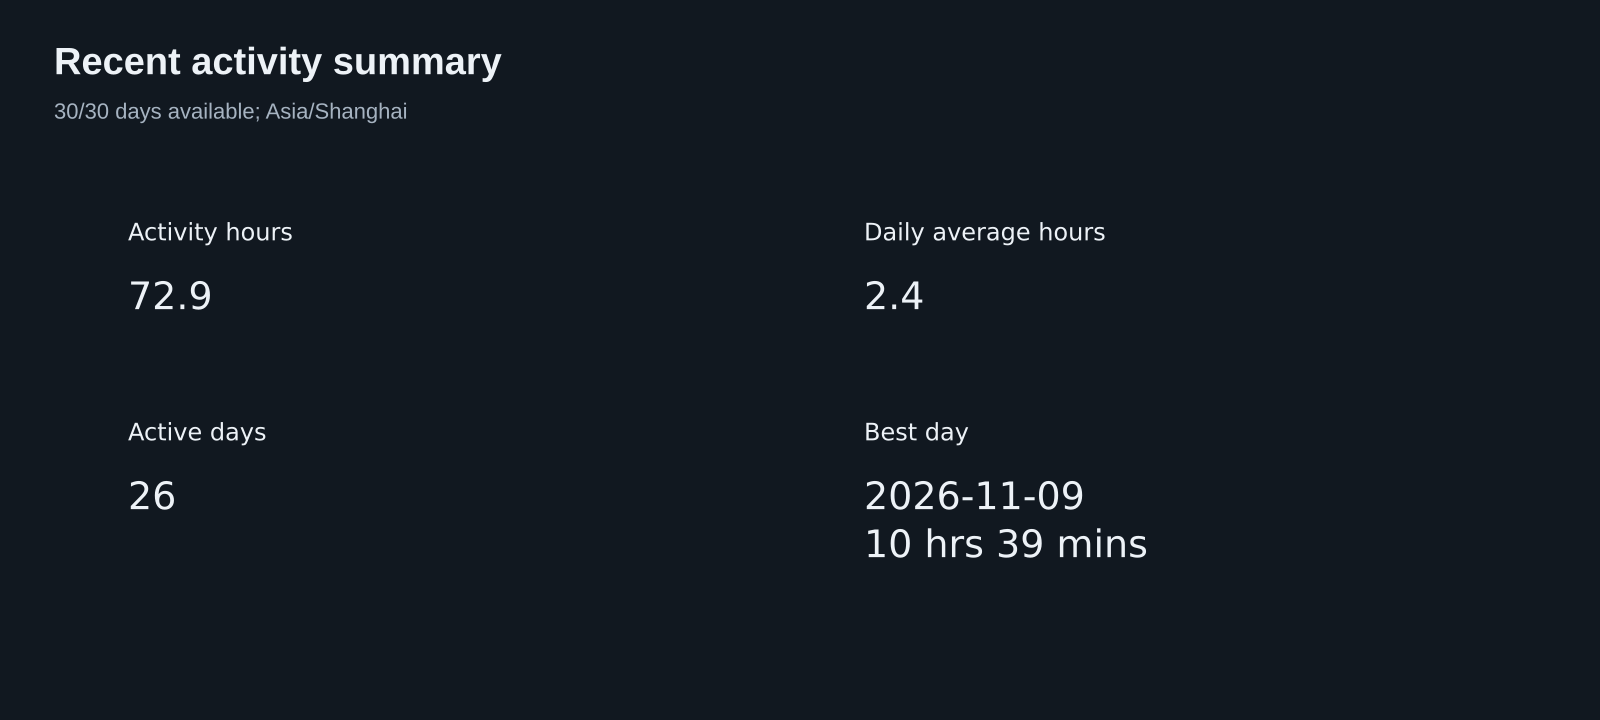 Recent activity summary
30/30 days available; Asia/Shanghai
Activity hours
72.9
Daily average hours
2.4
Active days
26
Best day
2026-11-09
10 hrs 39 mins